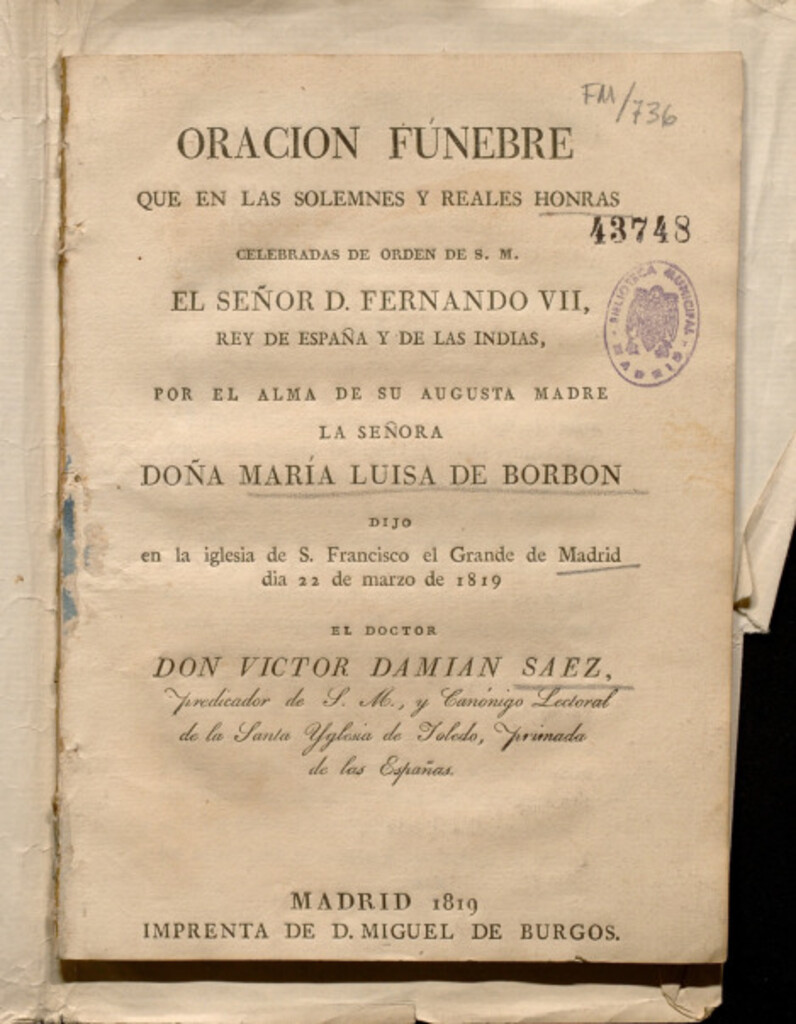 FM/736
ORACION FÚNEBRE
QUE EN LAS SOLEMNES Y REALES HONRAS
43748
CELEBRADAS DE ORDEN DE S. M.
EL SEÑOR D. FERNANDO VII,
REY DE ESPAÑA Y DE LAS INDIAS,
BIBLIOTECA MUNICIPAL
MADRID
POR EL ALMA DE SU AUGUSTA MADRE
LA SEÑORA
DOÑA MARÍA LUISA DE BORBON
DIJO
en la iglesia de S. Francisco el Grande de Madrid
dia 22 de marzo de 1819
EL DOCTOR
DON VICTOR DAMIAN SAEZ,
predicador de S. M., y Canónigo Lectoral
de la Santa Yglesia de Toledo, primada
de las Españas.
MADRID 1819
IMPRENTA DE D. MIGUEL DE BURGOS.